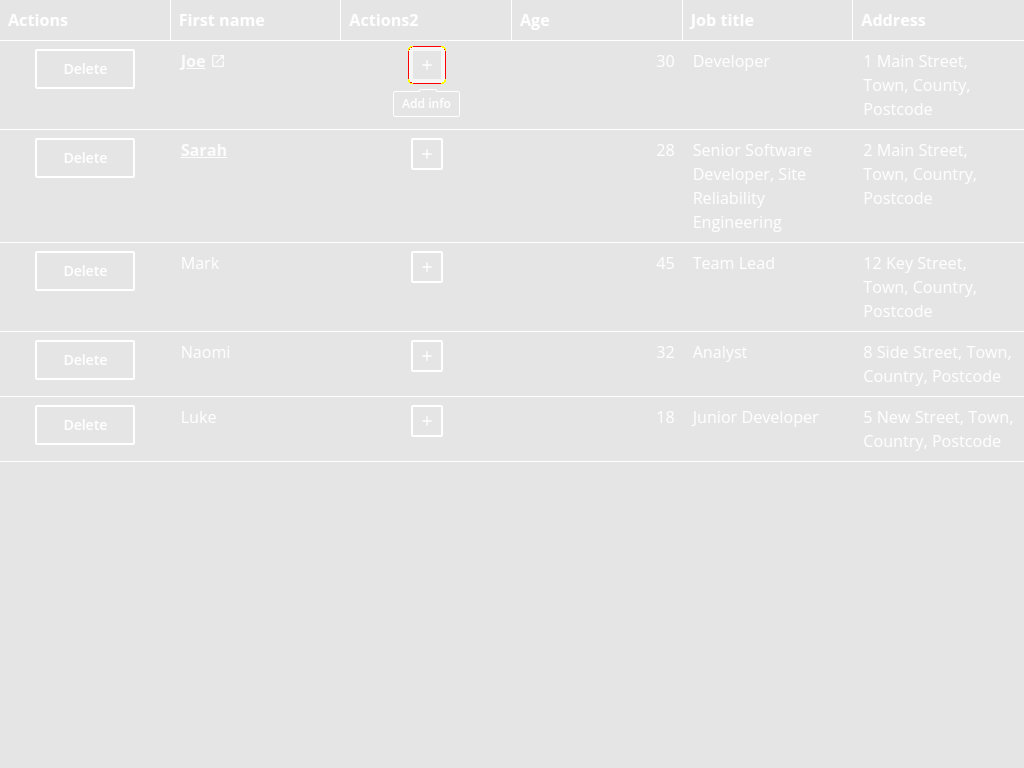 Actions First name Actions2 Age Job title Address
Delete Joe + 30 Developer 1 Main Street,
Town, County,
Add info Postcode
Delete Sarah + 28 Senior Software 2 Main Street,
Developer, Site Town, Country,
Reliability Postcode
Engineering
Delete Mark + 45 Team Lead 12 Key Street,
Town, Country,
Postcode
Delete Naomi + 32 Analyst 8 Side Street, Town,
Country, Postcode
Delete Luke + 18 Junior Developer 5 New Street, Town,
Country, Postcode